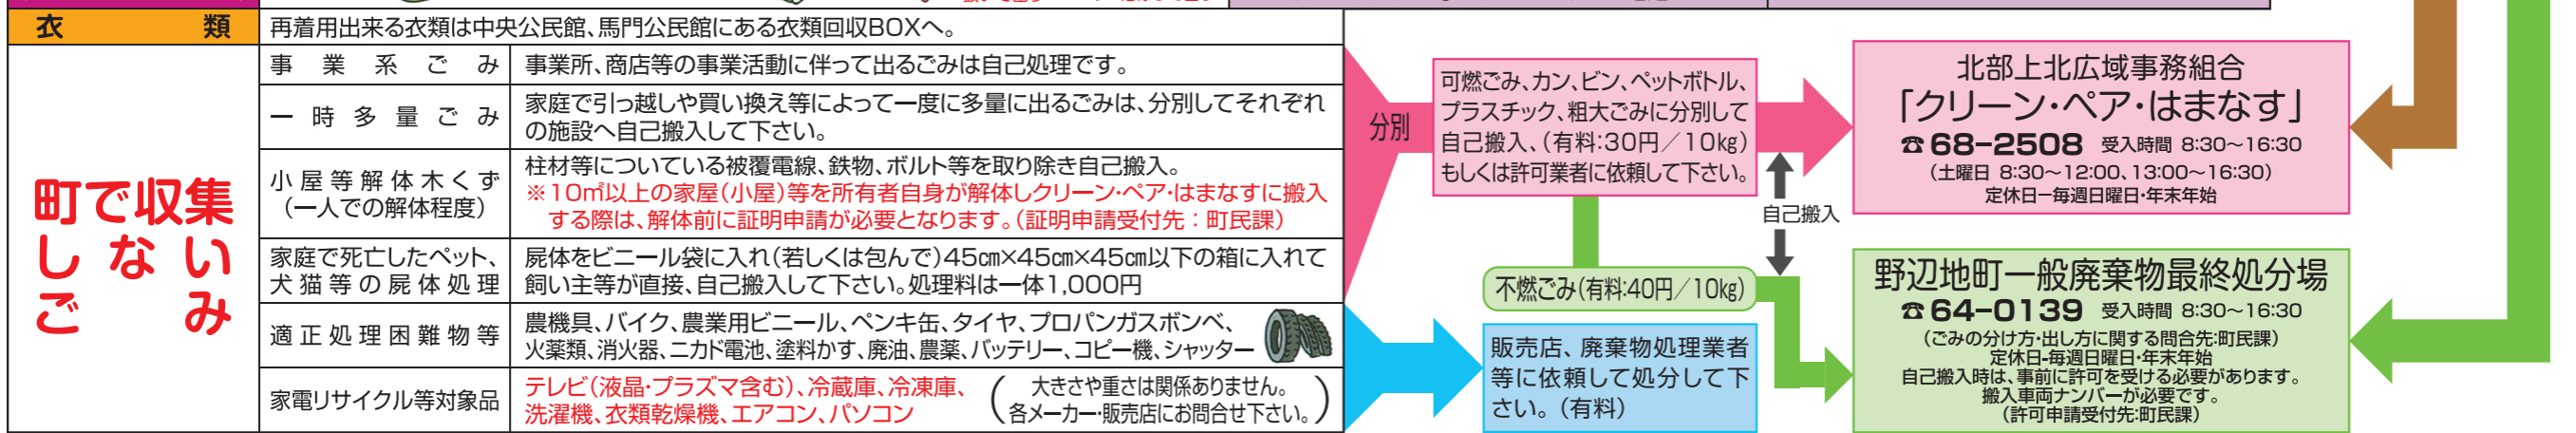 衣類
再着用出来る衣類は中央公民館、馬門公民館にある衣類回収BOXへ。
町で収集
しない
ごみ
事業系ごみ
事業所、商店等の事業活動に伴って出るごみは自己処理です。
一時多量ごみ
家庭で引っ越しや買い換え等によって一度に多量に出るごみは、分別してそれぞれ
の施設へ自己搬入して下さい。
小屋等解体木くず
(一人での解体程度)
柱材等についている被覆電線、鉄物、ボルト等を取り除き自己搬入。
※10㎡以上の家屋(小屋)等を所有者自身が解体しクリーン・ペア・はまなすに搬入
する際は、解体前に証明申請が必要となります。(証明申請受付先:町民課)
家庭で死亡したペット、
犬猫等の屍体処理
屍体をビニール袋に入れ(若しくは包んで)45㎝×45㎝×45㎝以下の箱に入れて
飼い主等が直接、自己搬入して下さい。処理料は一体1,000円
適正処理困難物等
農機具、バイク、農業用ビニール、ペンキ缶、タイヤ、プロパンガスボンベ、
火薬類、消火器、ニカド電池、塗料かす、廃油、農薬、バッテリー、コピー機、シャッター
家電リサイクル等対象品
テレビ(液晶・プラズマ含む)、冷蔵庫、冷凍庫、
洗濯機、衣類乾燥機、エアコン、パソコン
(大きさや重さは関係ありません。
各メーカー・販売店にお問合せ下さい。)
分別
可燃ごみ、カン、ビン、ペットボトル、
プラスチック、粗大ごみに分別して
自己搬入、(有料:30円/10㎏)
もしくは許可業者に依頼して下さい。
自己搬入
不燃ごみ(有料:40円/10㎏)
販売店、廃棄物処理業者
等に依頼して処分して下
さい。(有料)
北部上北広域事務組合
「クリーン・ペア・はまなす」
☎68-2508 受入時間 8:30〜16:30
(土曜日 8:30〜12:00、13:00〜16:30)
定休日ー毎週日曜日・年末年始
野辺地町一般廃棄物最終処分場
☎64-0139 受入時間 8:30〜16:30
(ごみの分け方・出し方に関する問合先:町民課)
定休日-毎週日曜日・年末年始
自己搬入時は、事前に許可を受ける必要があります。
搬入車両ナンバーが必要です。
(許可申請受付先:町民課)